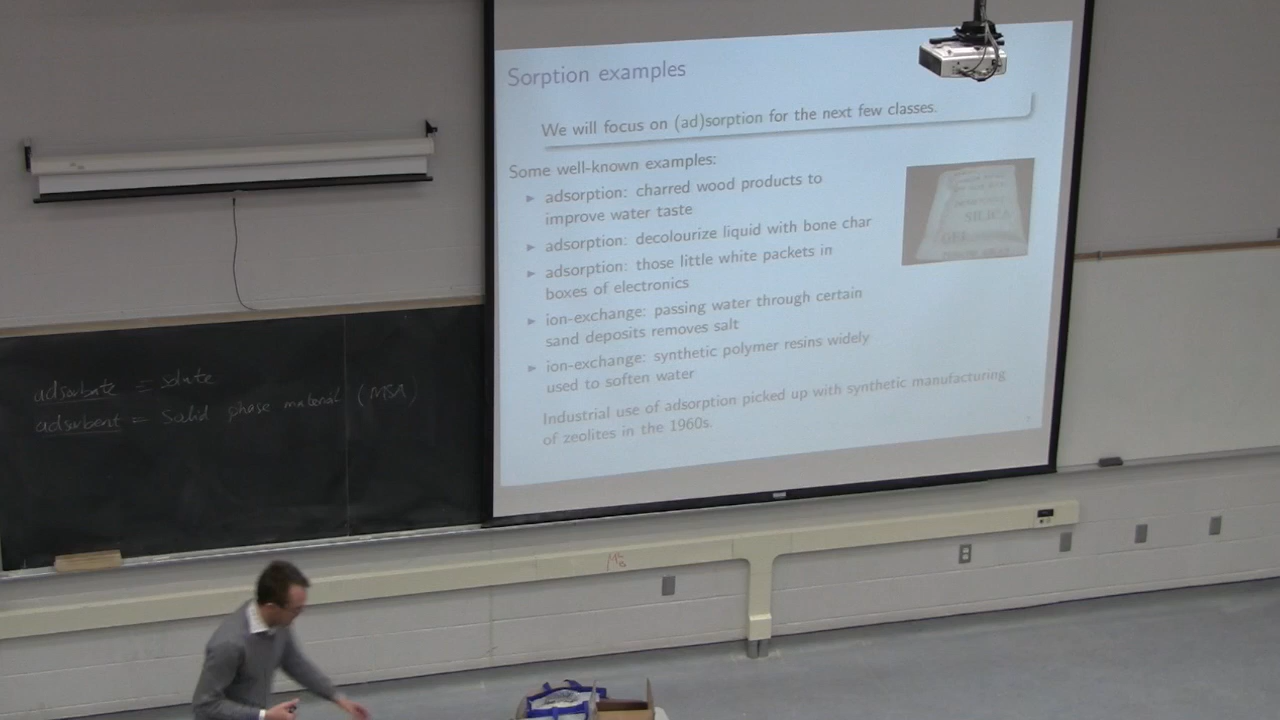 Sorption examples
We will focus on (ad)sorption for the next few classes.
Some well-known examples:
adsorption: charred wood products to
improve water taste
adsorption: decolourize liquid with bone char
adsorption: those little white packets in
boxes of electronics
ion-exchange: passing water through certain
sand deposits removes salt
ion-exchange: synthetic polymer resins widely
used to soften water
Industrial use of adsorption picked up with synthetic manufacturing
of zeolites in the 1960s.
SILICA
GEL
adsorbate = solute
adsorbent = solid phase material (MSA)